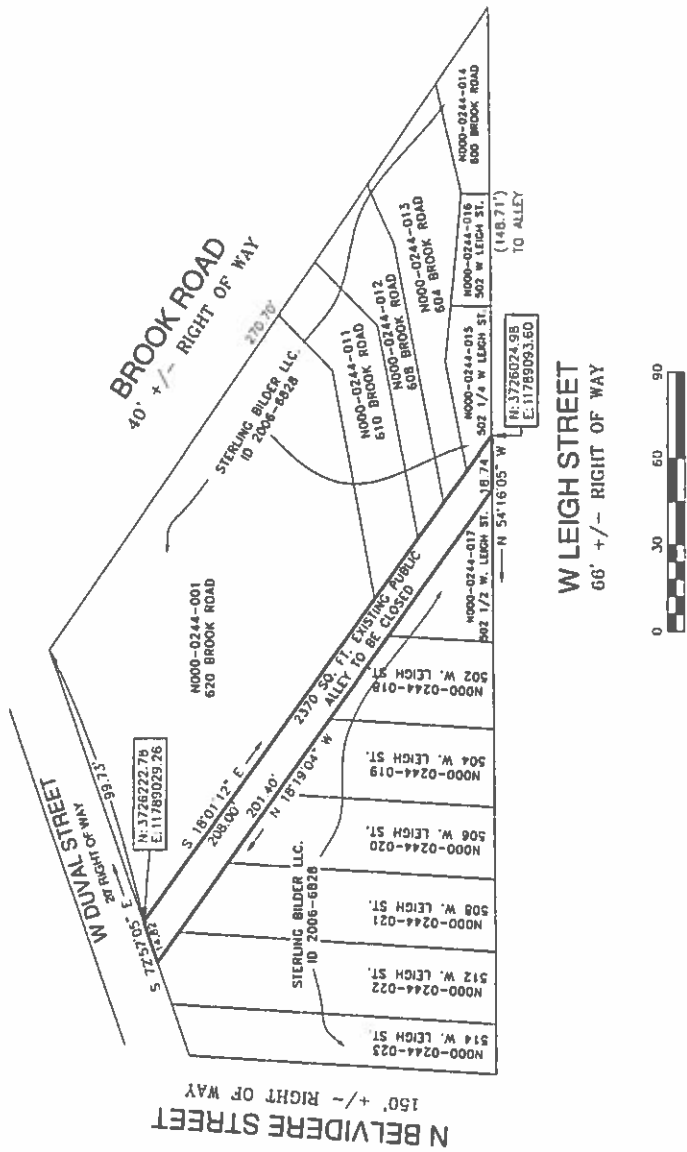 BROOK ROAD
40' +/- RIGHT OF WAY
270.70'
W DUVAL STREET
20' RIGHT OF WAY
99.73'
N: 3726222.78
E: 11789029.26
S 72°57'05" E
14.82
N000-0244-001
620 BROOK ROAD
STERLING BILDER LLC.
ID 2006-6828
N000-0244-011
610 BROOK ROAD
N000-0244-012
608 BROOK ROAD
N000-0244-013
604 BROOK ROAD
N000-0244-014
600 BROOK ROAD
N000-0244-016
502 W LEIGH ST.
N000-0244-015
502 1/4 W LEIGH ST.
(148.71')
TO ALLEY
S 18°01'12" E
208.00'
2370 SQ. FT. EXISTING PUBLIC
ALLEY TO BE CLOSED
201.40'
N 18°19'04" W
18.74
N 54°16'05" W
N: 3726024.98
E: 11789093.60
N000-0244-017
502 1/2 W. LEIGH ST.
N000-0244-018
502 W. LEIGH ST
N000-0244-019
504 W. LEIGH ST.
N000-0244-020
506 W. LEIGH ST.
N000-0244-021
508 W. LEIGH ST.
N000-0244-022
512 W. LEIGH ST.
N000-0244-023
514 W. LEIGH ST
STERLING BILDER LLC.
ID 2006-6828
N BELVIDERE STREET
150' +/- RIGHT OF WAY
W LEIGH STREET
66' +/- RIGHT OF WAY
0 30 60 90